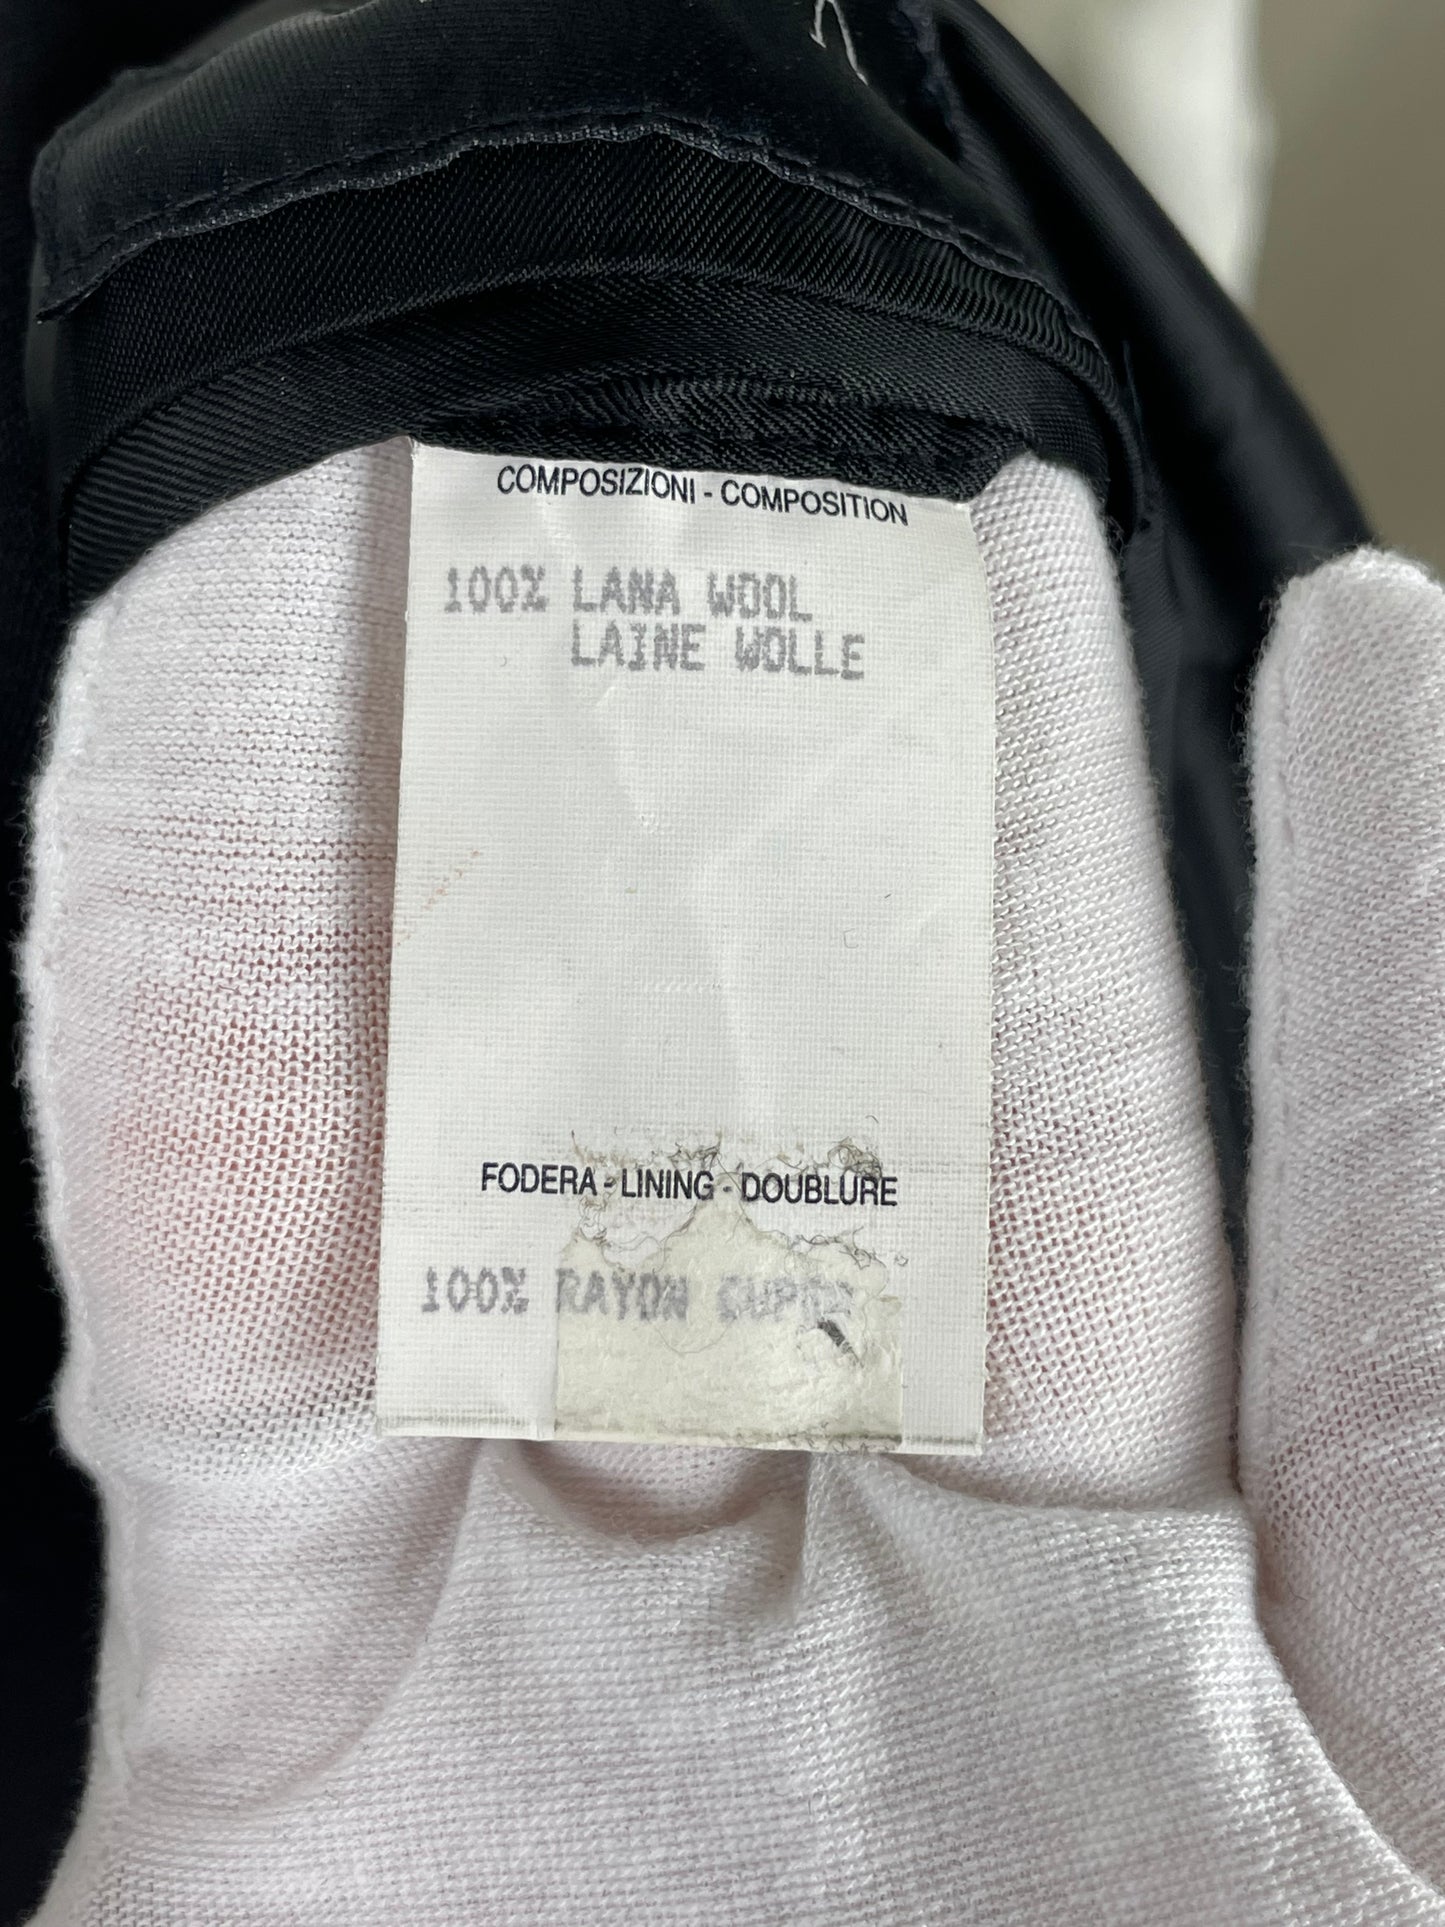 COMPOSIZIONI - COMPOSITION
100% LANA WOOL
LAINE WOLLE
FODERA - LINING - DOUBLURE
100% RAYON